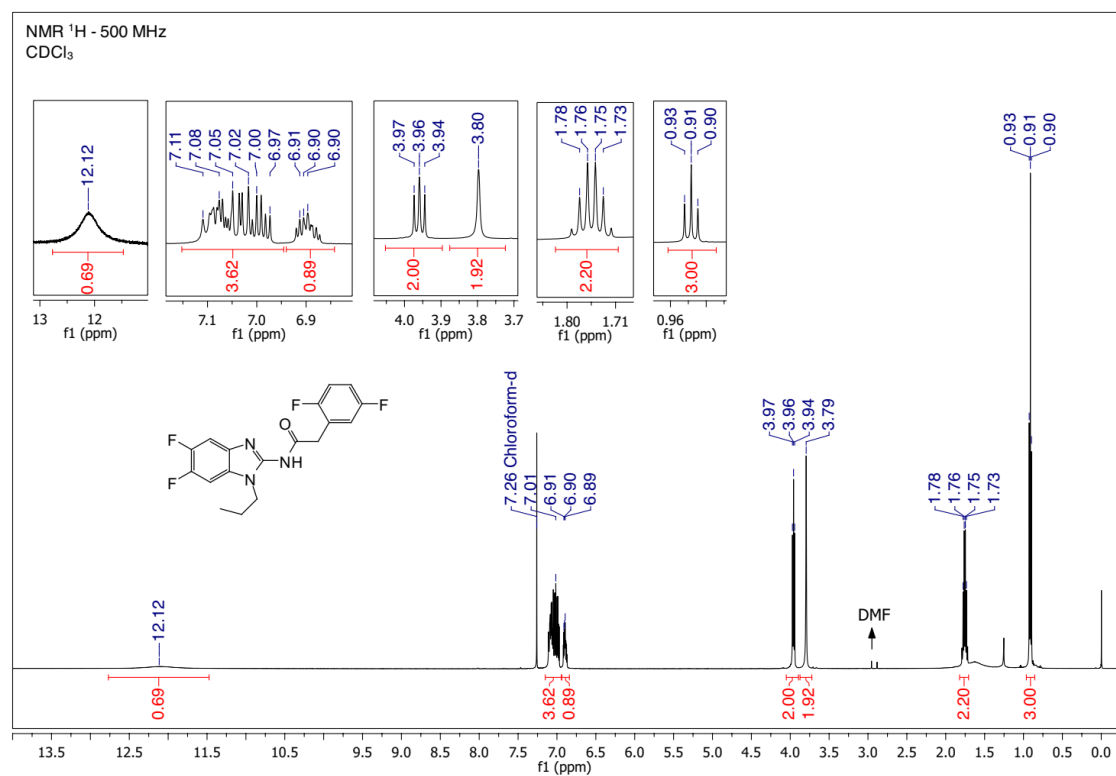 NMR ¹H - 500 MHz
CDCl₃
12.12
0.69
13 12
f1 (ppm)
7.11 7.08 7.05 7.02 7.00 6.97 6.91 6.90 6.90
3.62 0.89
7.1 7.0 6.9
f1 (ppm)
3.97 3.96 3.94 3.80
2.00 1.92
4.0 3.9 3.8 3.7
f1 (ppm)
1.78 1.76 1.75 1.73
2.20
1.80 1.71
f1 (ppm)
0.93 0.91 0.90
3.00
0.96
f1 (ppm)
0.93 0.91 0.90
F F O N NH N F F CH₃
12.12
7.26 Chloroform-d
7.01 6.91 6.90 6.89
3.97 3.96 3.94 3.79
1.78 1.76 1.75 1.73
DMF
0.69 3.62 0.89 2.00 1.92 2.20 3.00
13.5 12.5 11.5 10.5 9.5 9.0 8.5 8.0 7.5 7.0 6.5 6.0 5.5 5.0 4.5 4.0 3.5 3.0 2.5 2.0 1.5 1.0 0.5 0.0
f1 (ppm)